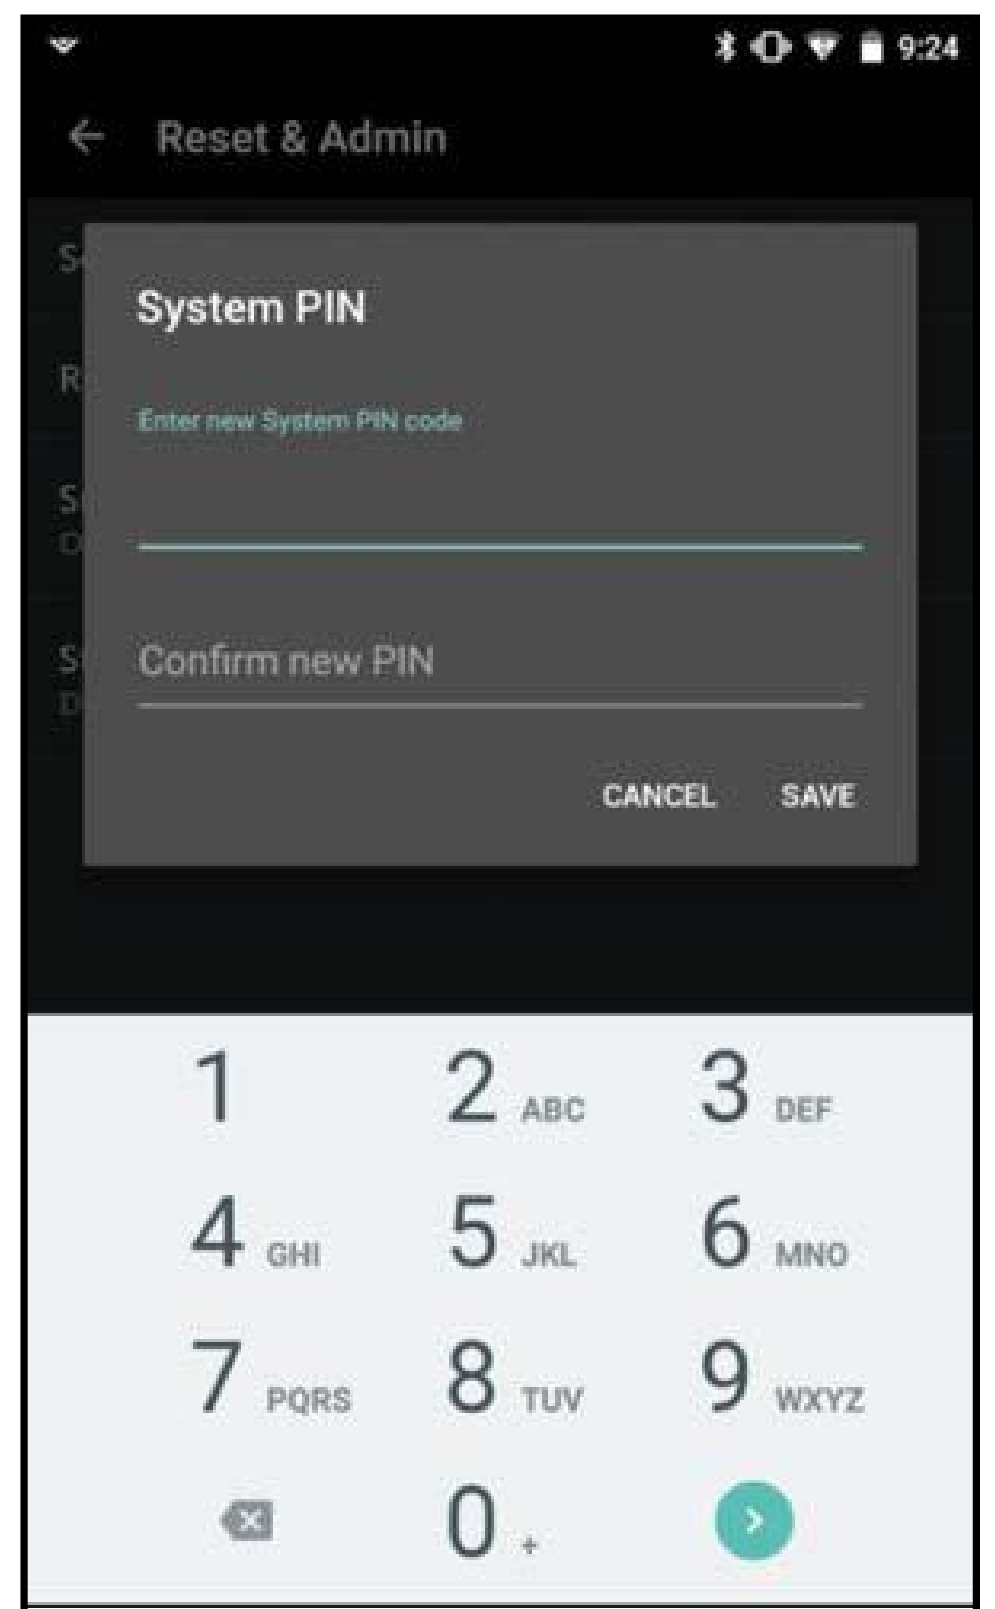 9:24
Reset & Admin
System PIN
Enter new System PIN code
Confirm new PIN
CANCEL SAVE
1 2 ABC 3 DEF
4 GHI 5 JKL 6 MNO
7 PQRS 8 TUV 9 WXYZ
0 +